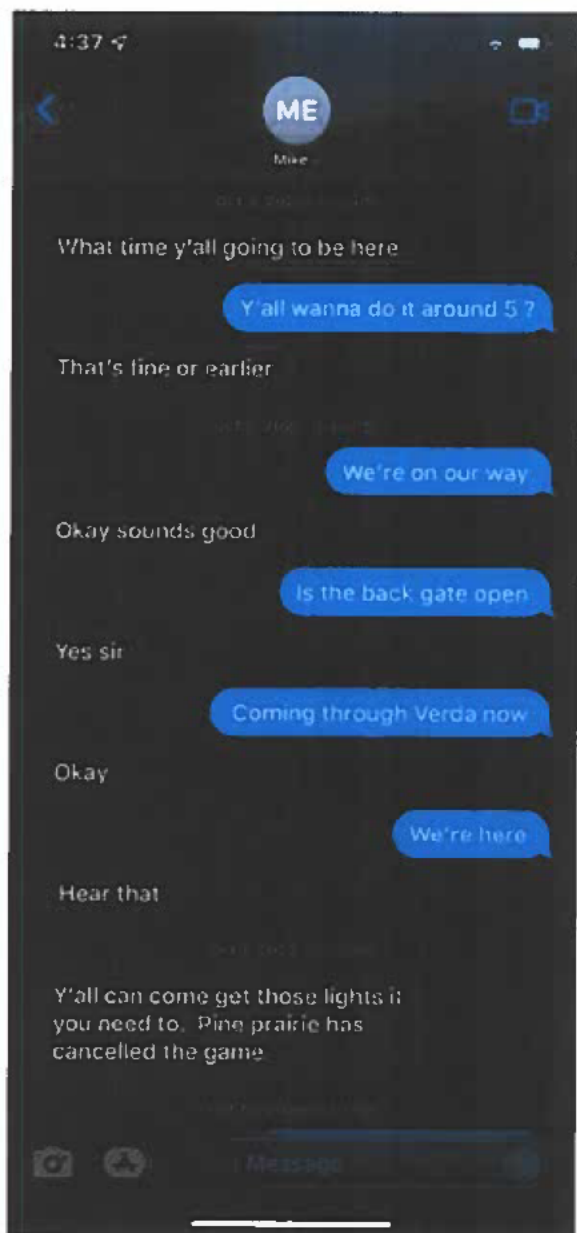 4:37
ME
Mike
What time y'all going to be here
Y'all wanna do it around 5 ?
That's fine or earlier
We're on our way
Okay sounds good
Is the back gate open
Yes sir
Coming through Verda now
Okay
We're here
Hear that
Y'all can come get those lights if
you need to. Pine prairie has
cancelled the game
Message